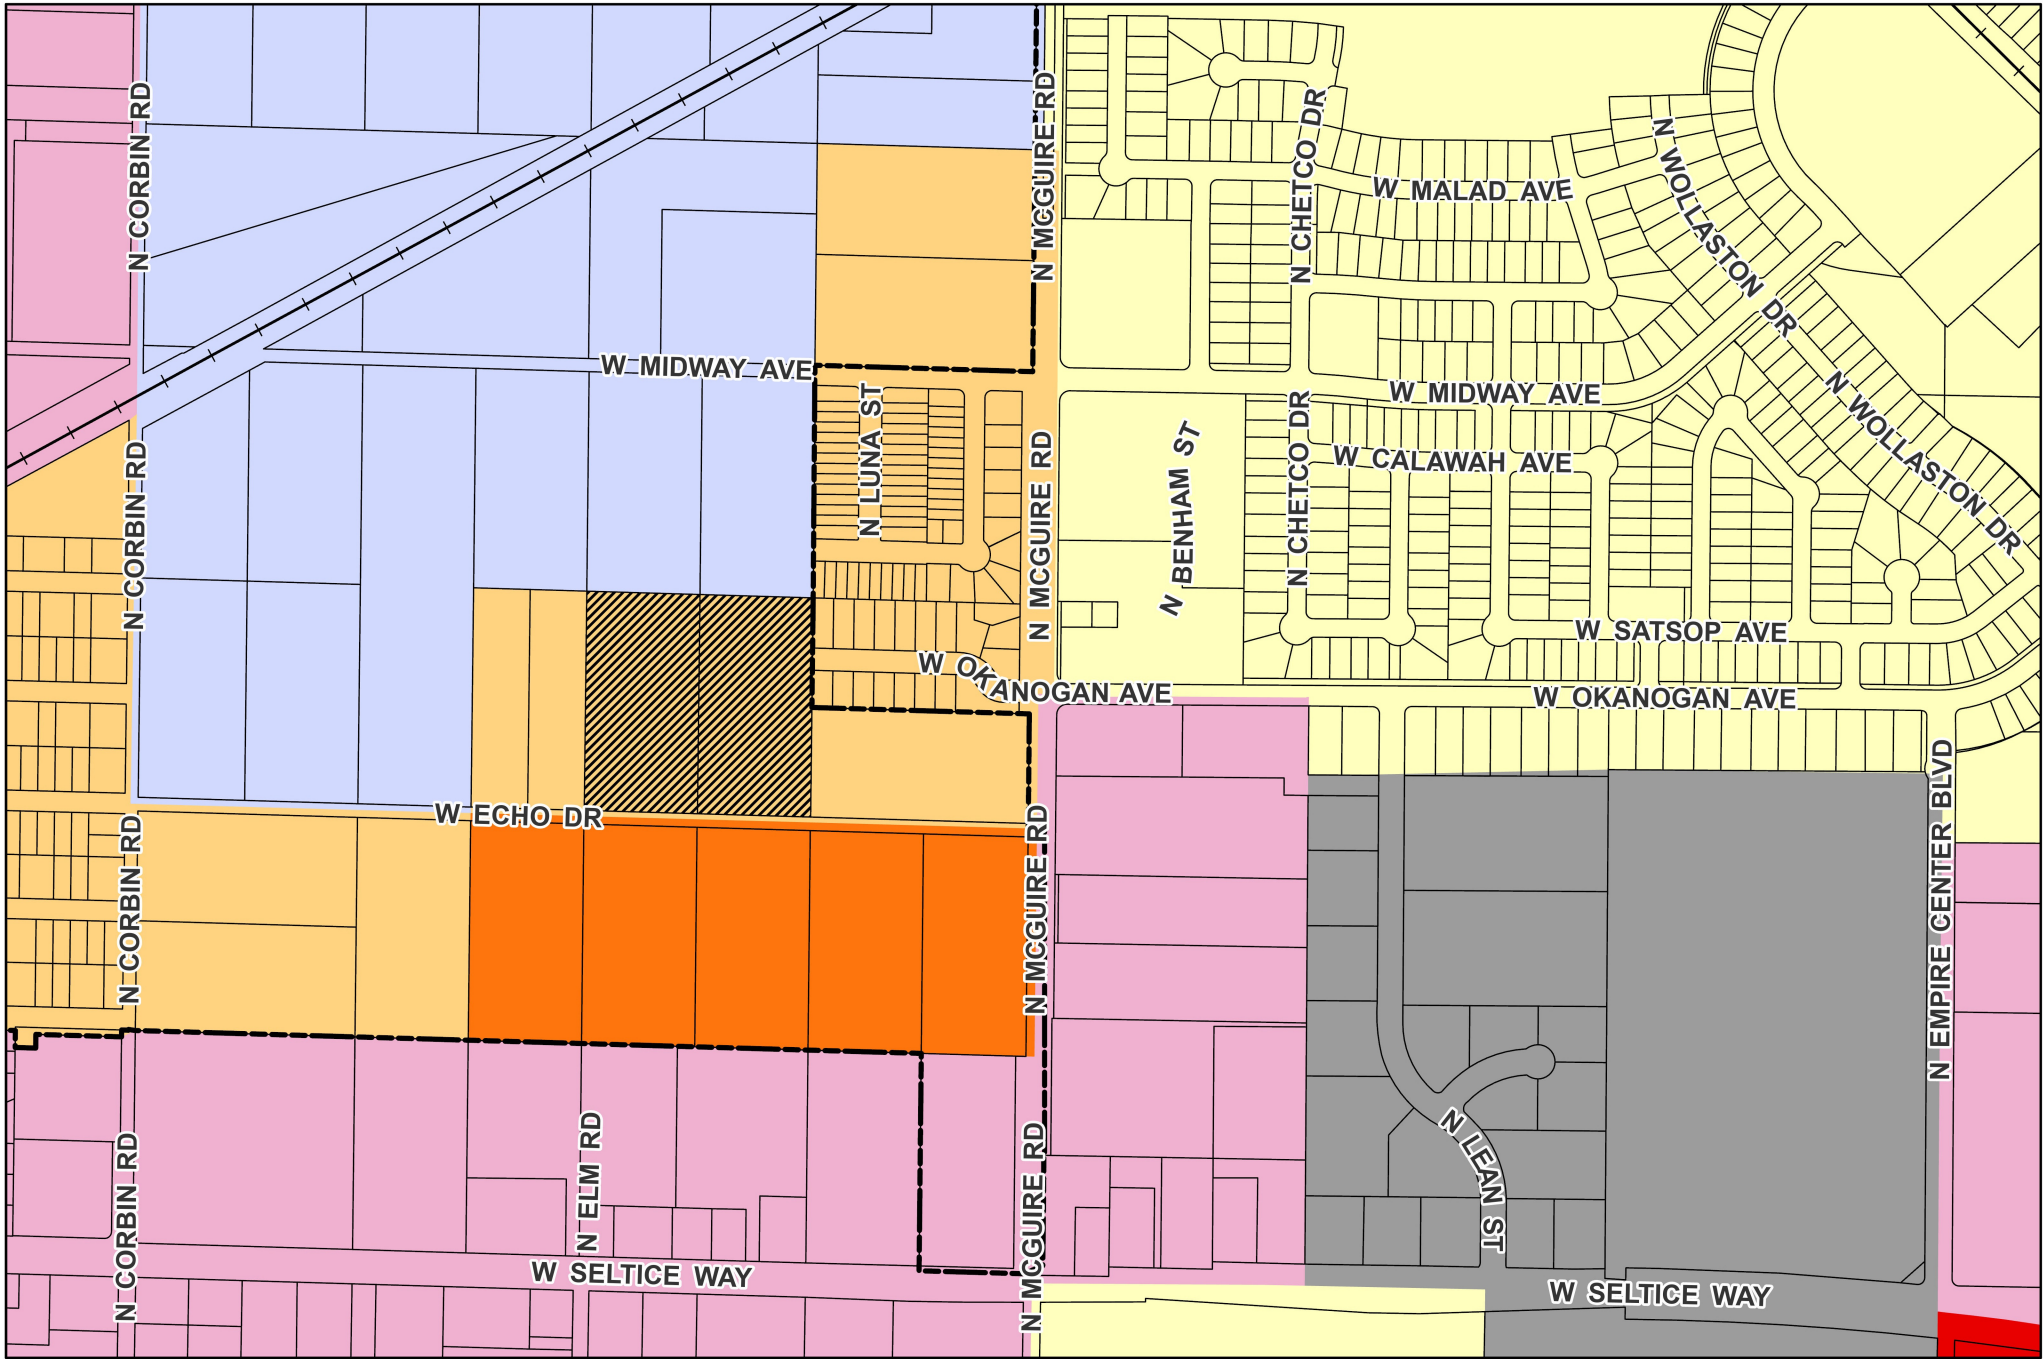 N CORBIN RD
N MCGUIRE RD
N CHETCO DR
W MALAD AVE
N WOLLASTON DR
W MIDWAY AVE
W MIDWAY AVE
N LUNA ST
N CORBIN RD
N MCGUIRE RD
N BENHAM ST
N CHETCO DR
W CALAWAH AVE
N WOLLASTON DR
W SATSOP AVE
W OKANOGAN AVE
W OKANOGAN AVE
W ECHO DR
N CORBIN RD
N MCGUIRE RD
N EMPIRE CENTER BLVD
N ELM RD
N CORBIN RD
N MCGUIRE RD
N LEAN ST
W SELTICE WAY
W SELTICE WAY